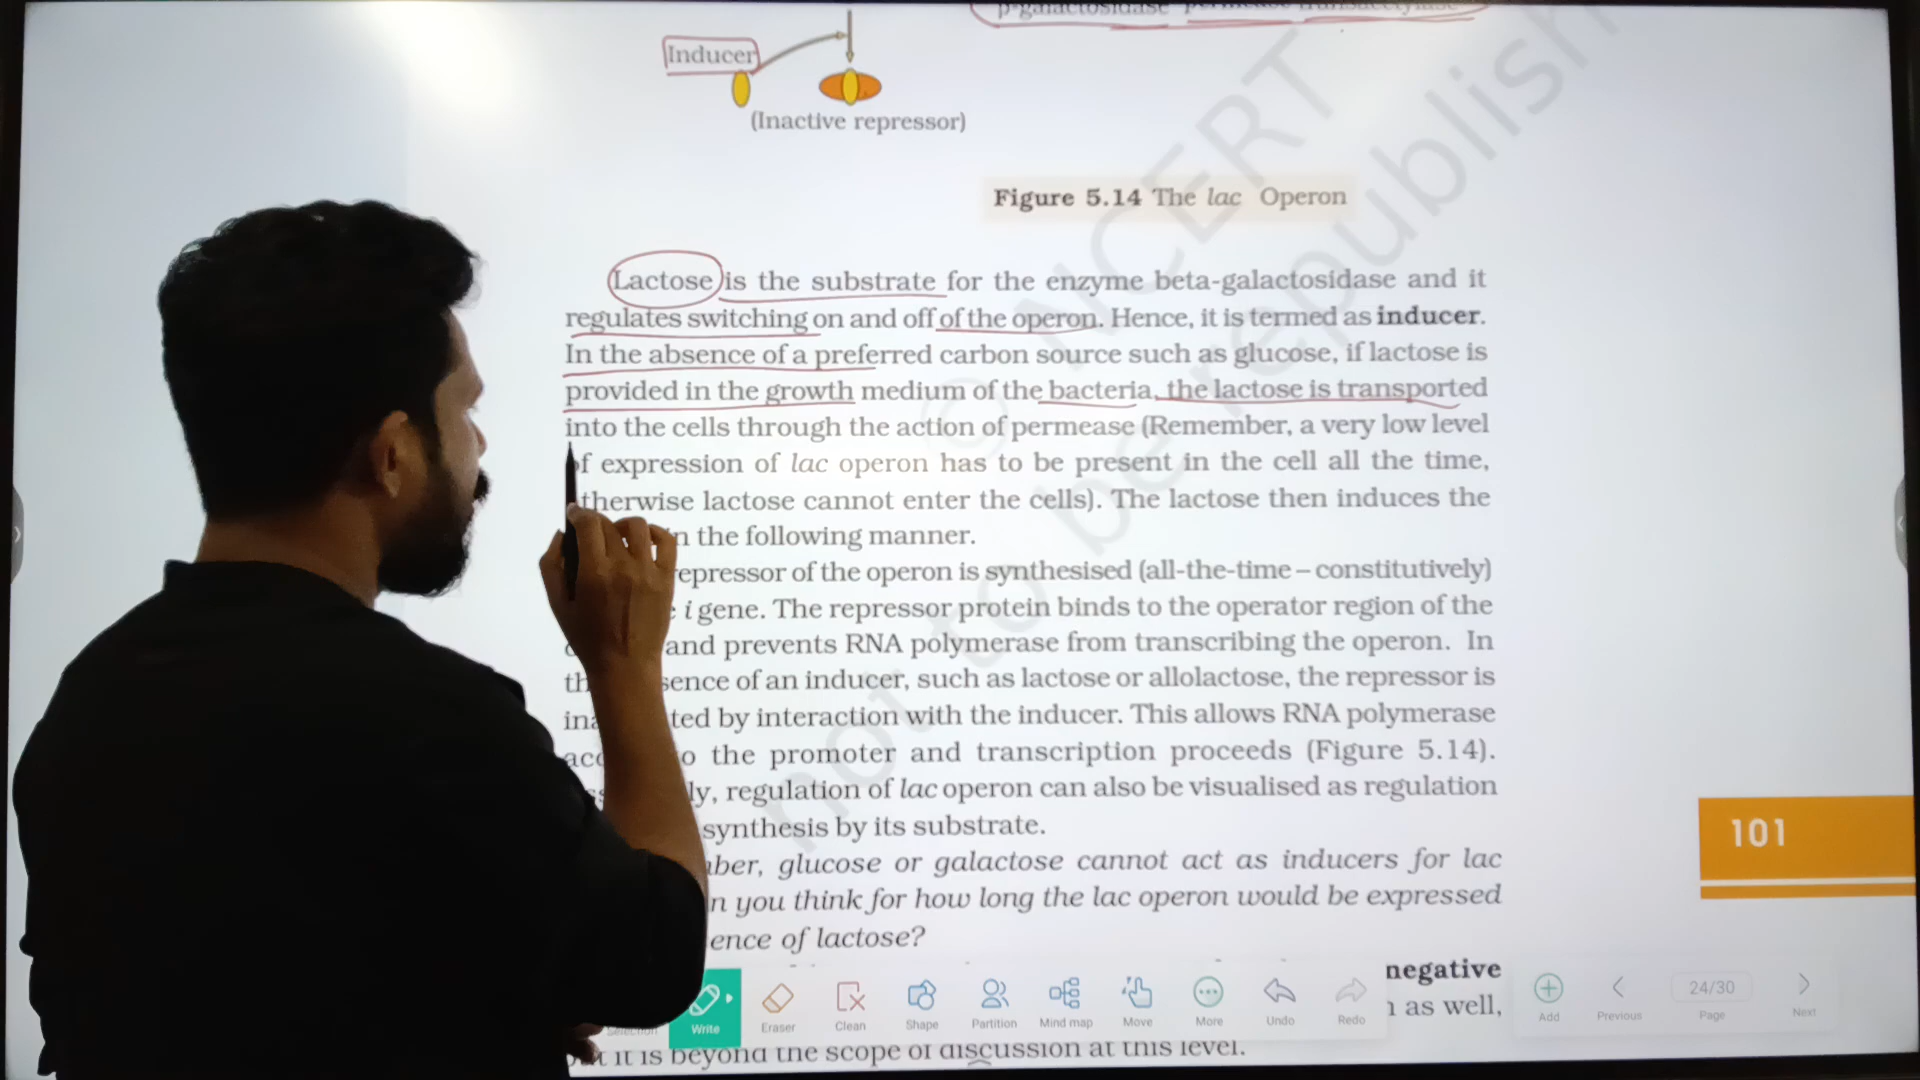 permease transacetylase
Inducer
(Inactive repressor)
Figure 5.14 The lac Operon
Lactose is the substrate for the enzyme beta-galactosidase and it
regulates switching on and off of the operon. Hence, it is termed as inducer.
In the absence of a preferred carbon source such as glucose, if lactose is
provided in the growth medium of the bacteria, the lactose is transported
into the cells through the action of permease (Remember, a very low level
of expression of lac operon has to be present in the cell all the time,
therwise lactose cannot enter the cells). The lactose then induces the
n the following manner.
epressor of the operon is synthesised (all-the-time – constitutively)
i gene. The repressor protein binds to the operator region of the
and prevents RNA polymerase from transcribing the operon. In
th sence of an inducer, such as lactose or allolactose, the repressor is
ina ted by interaction with the inducer. This allows RNA polymerase
acc o the promoter and transcription proceeds (Figure 5.14).
ly, regulation of lac operon can also be visualised as regulation
synthesis by its substrate.
ber, glucose or galactose cannot act as inducers for lac
n you think for how long the lac operon would be expressed
ence of lactose?
negative
as well,
it is beyond the scope of discussion at this level.
101
© NCERT
not to be republish
Selection
Write
Eraser
Clean
Shape
Partition
Mind map
Move
More
Undo
Redo
Add
Previous
24/30
Page
Next